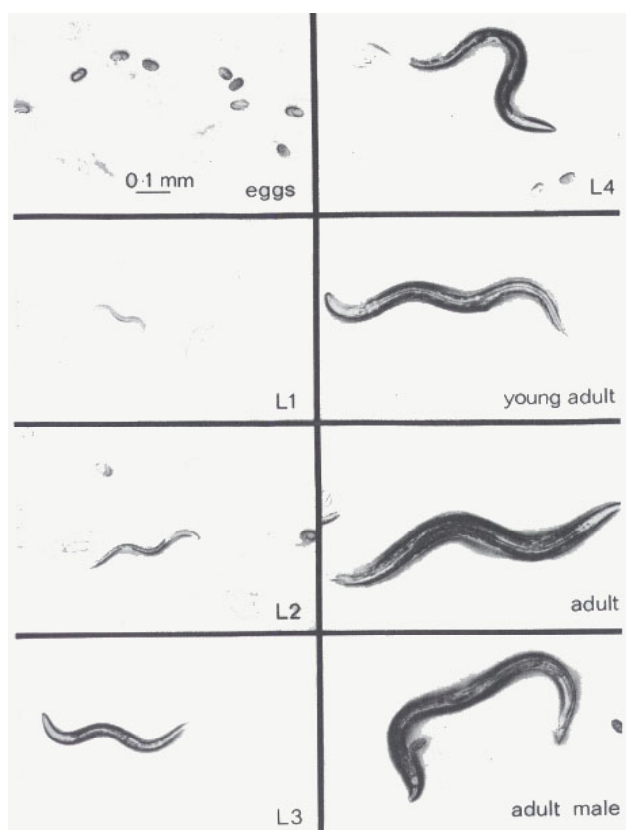 0·1 mm
eggs
L1
L2
L3
L4
young adult
adult
adult male